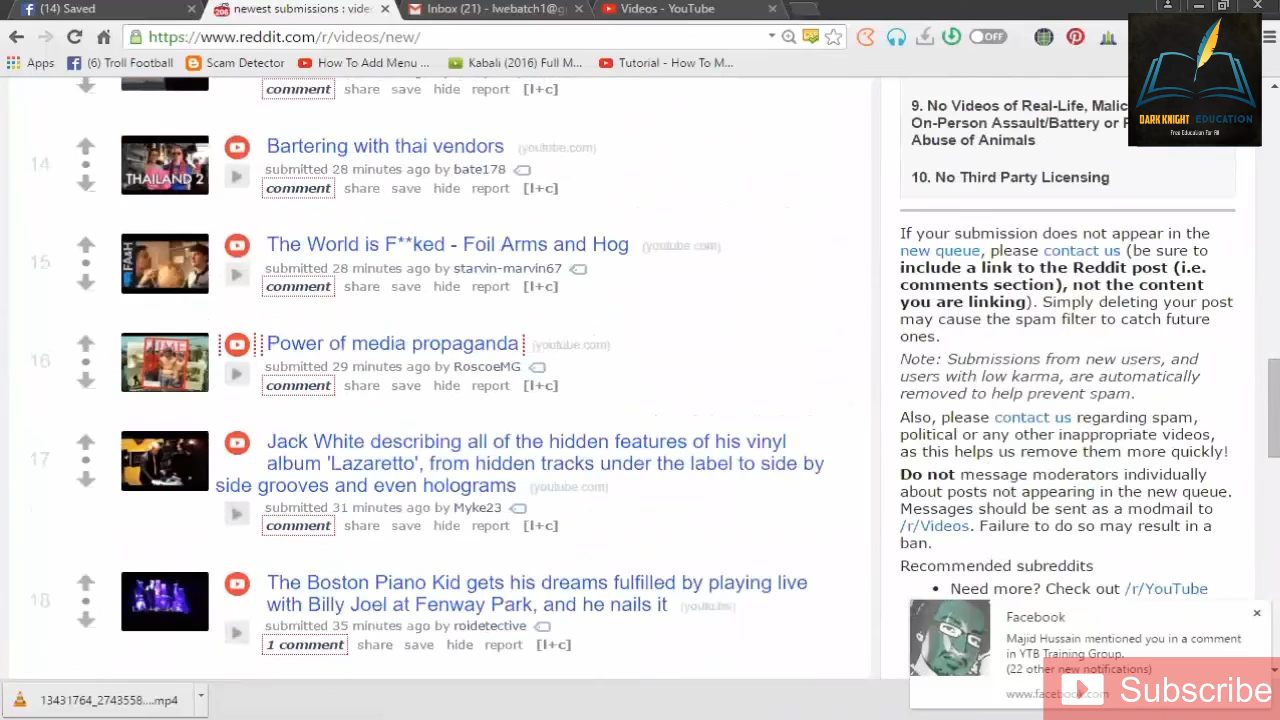 (14) Saved
newest submissions : vide
Inbox (21) - lwebatch1@g
Videos - YouTube
https://www.reddit.com/r/videos/new/
OFF
Apps
(6) Troll Football
Scam Detector
How To Add Menu ...
Kabali (2016) Full M...
Tutorial - How To M...
DARK KNIGHT EDUCATION
Free Education For All
comment share save hide report [l+c]
14
THAILAND 2
Bartering with thai vendors (youtube.com)
submitted 28 minutes ago by bate178
comment share save hide report [l+c]
15
FA&H
The World is F**ked - Foil Arms and Hog (youtube.com)
submitted 28 minutes ago by starvin-marvin67
comment share save hide report [l+c]
16
TIME
Power of media propaganda (youtube.com)
submitted 29 minutes ago by RoscoeMG
comment share save hide report [l+c]
17
Jack White describing all of the hidden features of his vinyl
album 'Lazaretto', from hidden tracks under the label to side by
side grooves and even holograms (youtube.com)
submitted 31 minutes ago by Myke23
comment share save hide report [l+c]
18
The Boston Piano Kid gets his dreams fulfilled by playing live
with Billy Joel at Fenway Park, and he nails it
submitted 35 minutes ago by roidetective
1 comment share save hide report [l+c]
9. No Videos of Real-Life, Malic
On-Person Assault/Battery or
Abuse of Animals
10. No Third Party Licensing
If your submission does not appear in the
new queue, please contact us (be sure to
include a link to the Reddit post (i.e.
comments section), not the content
you are linking). Simply deleting your post
may cause the spam filter to catch future
ones.
Note: Submissions from new users, and
users with low karma, are automatically
removed to help prevent spam.
Also, please contact us regarding spam,
political or any other inappropriate videos,
as this helps us remove them more quickly!
Do not message moderators individually
about posts not appearing in the new queue.
Messages should be sent as a modmail to
/r/Videos. Failure to do so may result in a
ban.
Recommended subreddits
Need more? Check out /r/YouTube
Facebook
Majid Hussain mentioned you in a comment
in YTB Training Group.
(22 other new notifications)
www.facebook.com
Subscribe
13431764_2743558....mp4